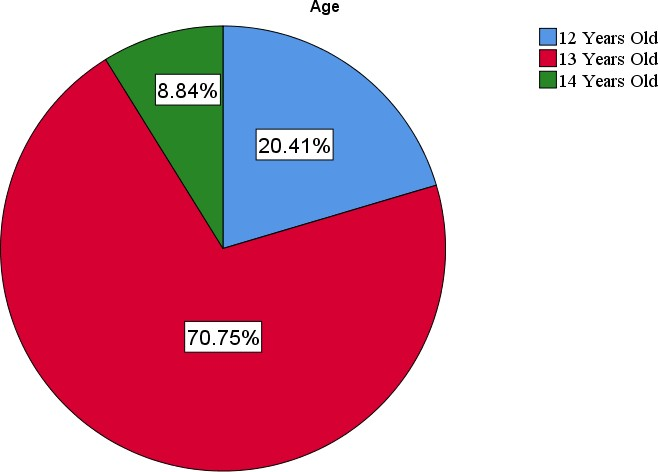 Age
12 Years Old
13 Years Old
14 Years Old
8.84%
20.41%
70.75%